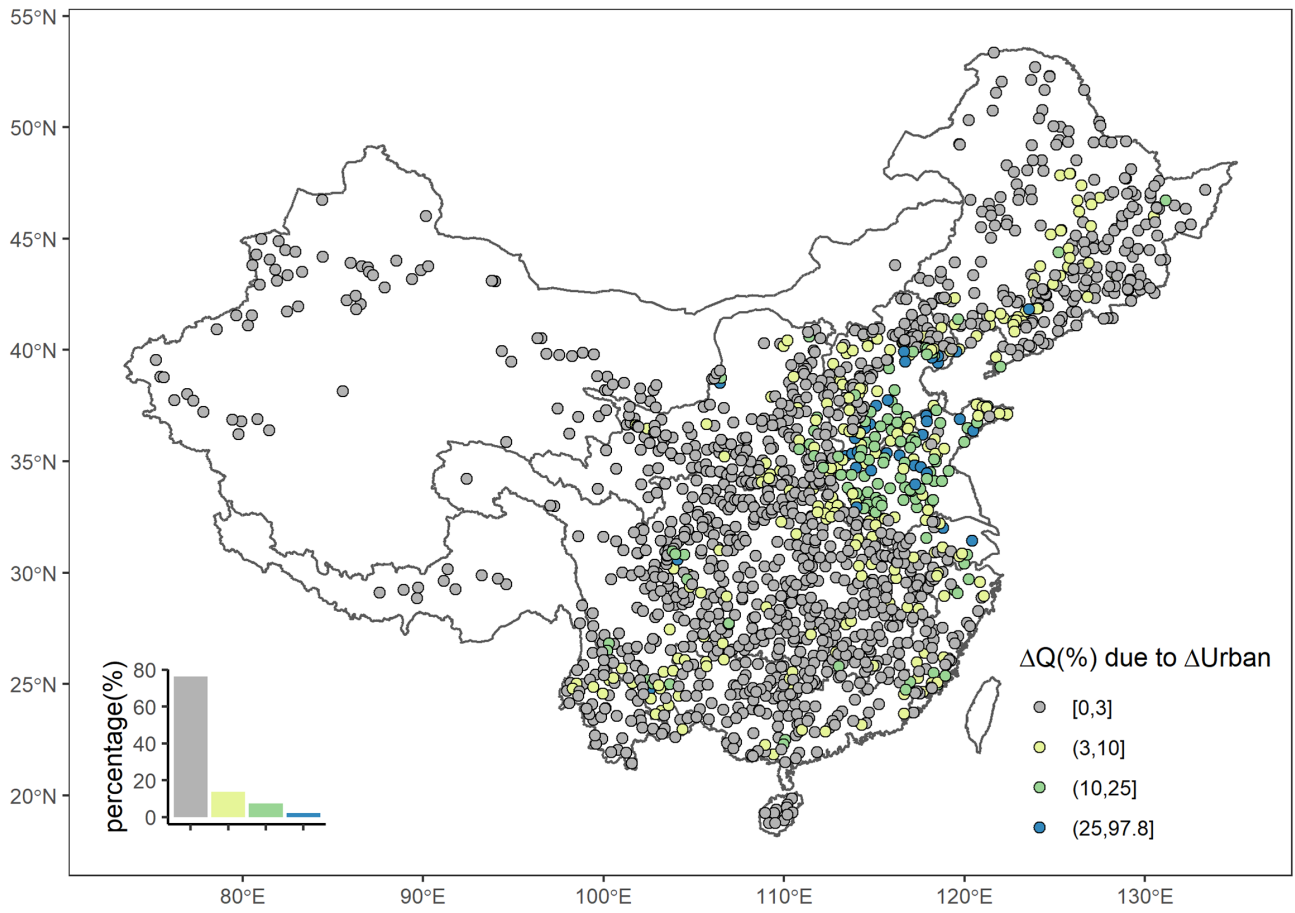 55°N
50°N
45°N
40°N
35°N
30°N
25°N
20°N
80°E
90°E
100°E
110°E
120°E
130°E
percentage(%)
80
60
40
20
0
ΔQ(%) due to ΔUrban
[0,3]
(3,10]
(10,25]
(25,97.8]